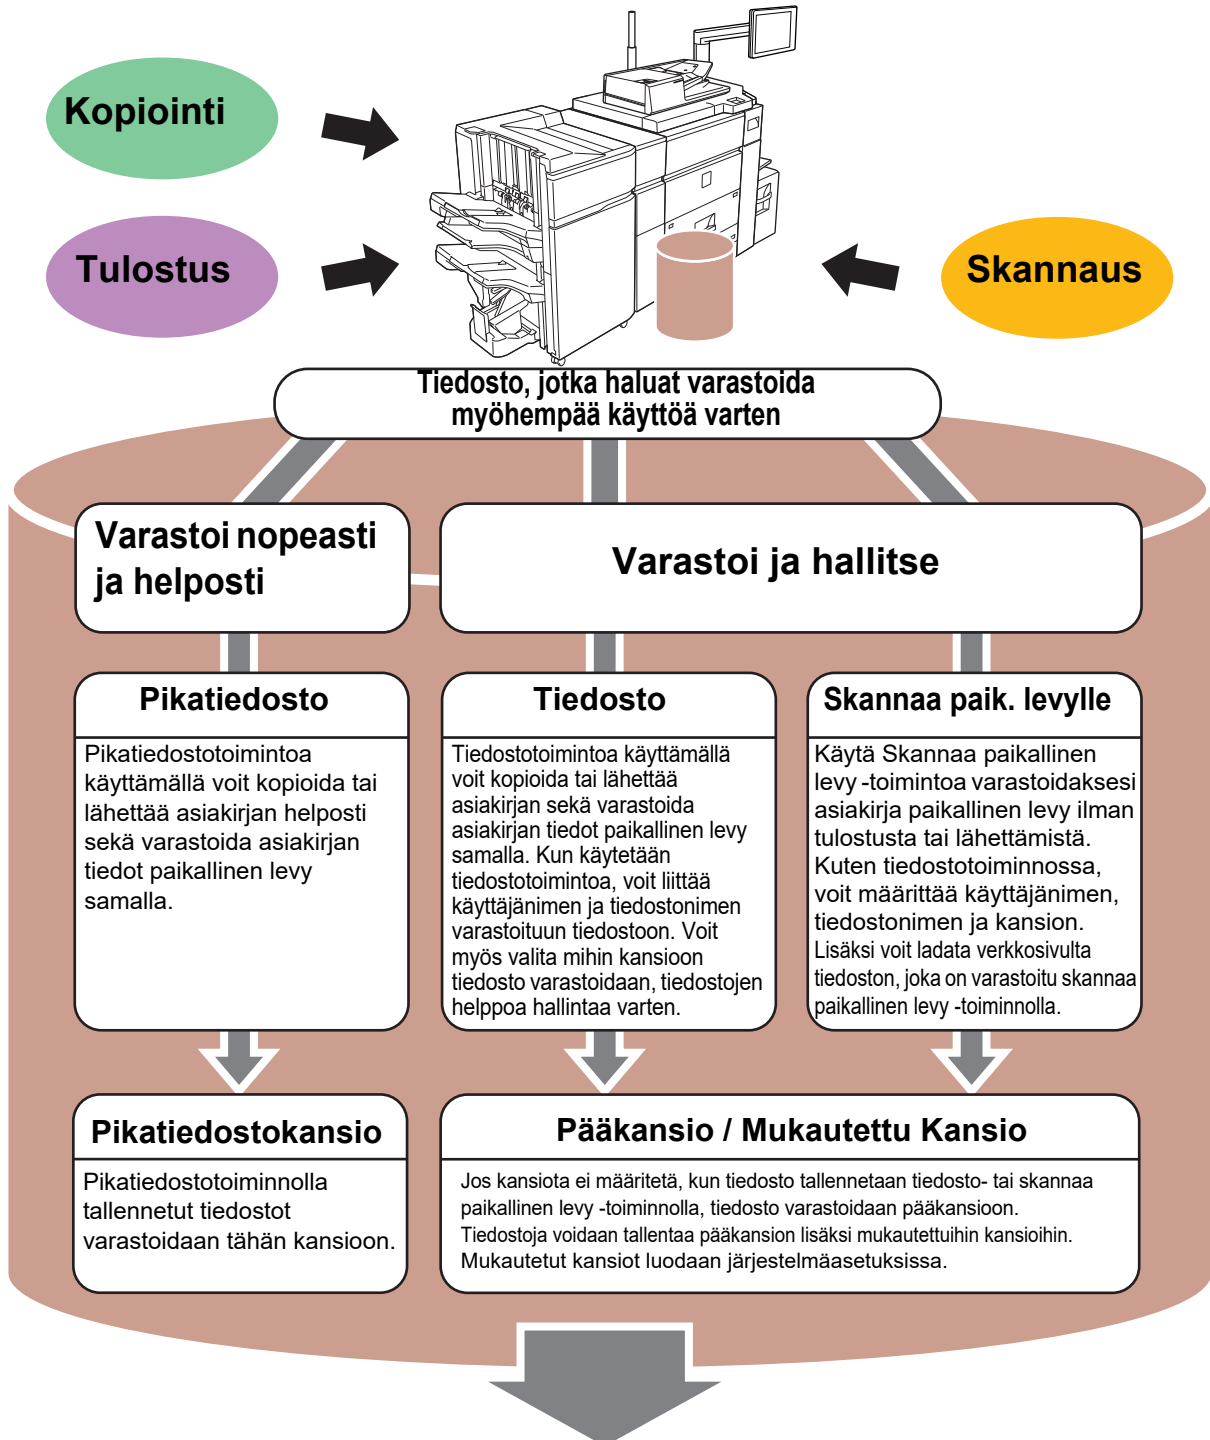 Kopiointi
Tulostus
Skannaus
Tiedosto, jotka haluat varastoida
myöhempää käyttöä varten
Varastoi nopeasti
ja helposti
Varastoi ja hallitse
Pikatiedosto
Pikatiedostotoimintoa
käyttämällä voit kopioida tai
lähettää asiakirjan helposti
sekä varastoida asiakirjan
tiedot paikallinen levy
samalla.
Tiedosto
Tiedostotoimintoa käyttämällä
voit kopioida tai lähettää
asiakirjan sekä varastoida
asiakirjan tiedot paikallinen levy
samalla. Kun käytetään
tiedostotoimintoa, voit liittää
käyttäjänimen ja tiedostonimen
varastoituun tiedostoon. Voit
myös valita mihin kansioon
tiedosto varastoidaan, tiedostojen
helppoa hallintaa varten.
Skannaa paik. levylle
Käytä Skannaa paikallinen
levy -toimintoa varastoidaksesi
asiakirja paikallinen levy ilman
tulostusta tai lähettämistä.
Kuten tiedostotoiminnossa,
voit määrittää käyttäjänimen,
tiedostonimen ja kansion.
Lisäksi voit ladata verkkosivulta
tiedoston, joka on varastoitu skannaa
paikallinen levy -toiminnolla.
Pikatiedostokansio
Pikatiedostotoiminnolla
tallennetut tiedostot
varastoidaan tähän kansioon.
Pääkansio / Mukautettu Kansio
Jos kansiota ei määritetä, kun tiedosto tallennetaan tiedosto- tai skannaa
paikallinen levy -toiminnolla, tiedosto varastoidaan pääkansioon.
Tiedostoja voidaan tallentaa pääkansion lisäksi mukautettuihin kansioihin.
Mukautetut kansiot luodaan järjestelmäasetuksissa.